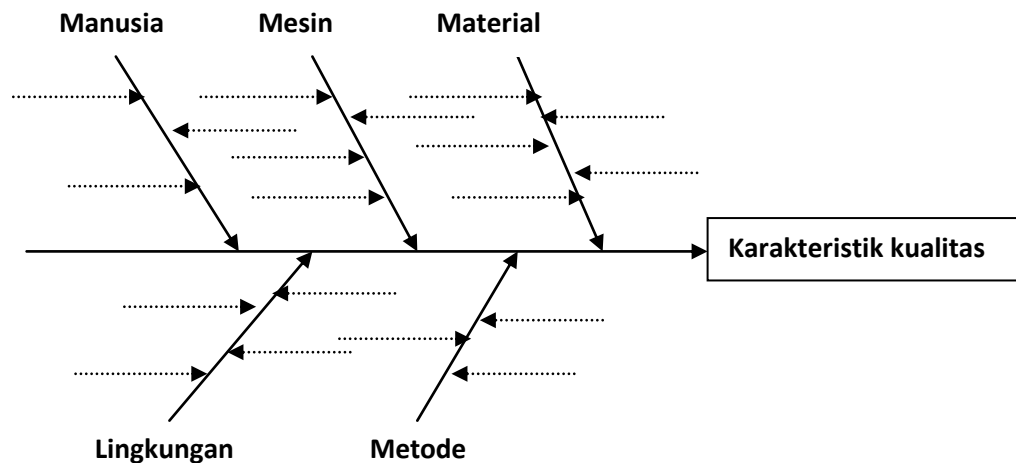 Manusia
Mesin
Material
Karakteristik kualitas
Lingkungan
Metode